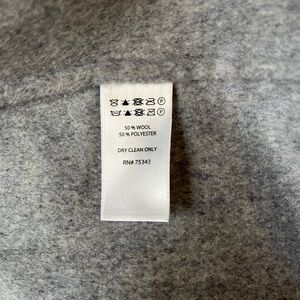 50 % WOOL
50 % POLYESTER
DRY CLEAN ONLY
RN# 75343